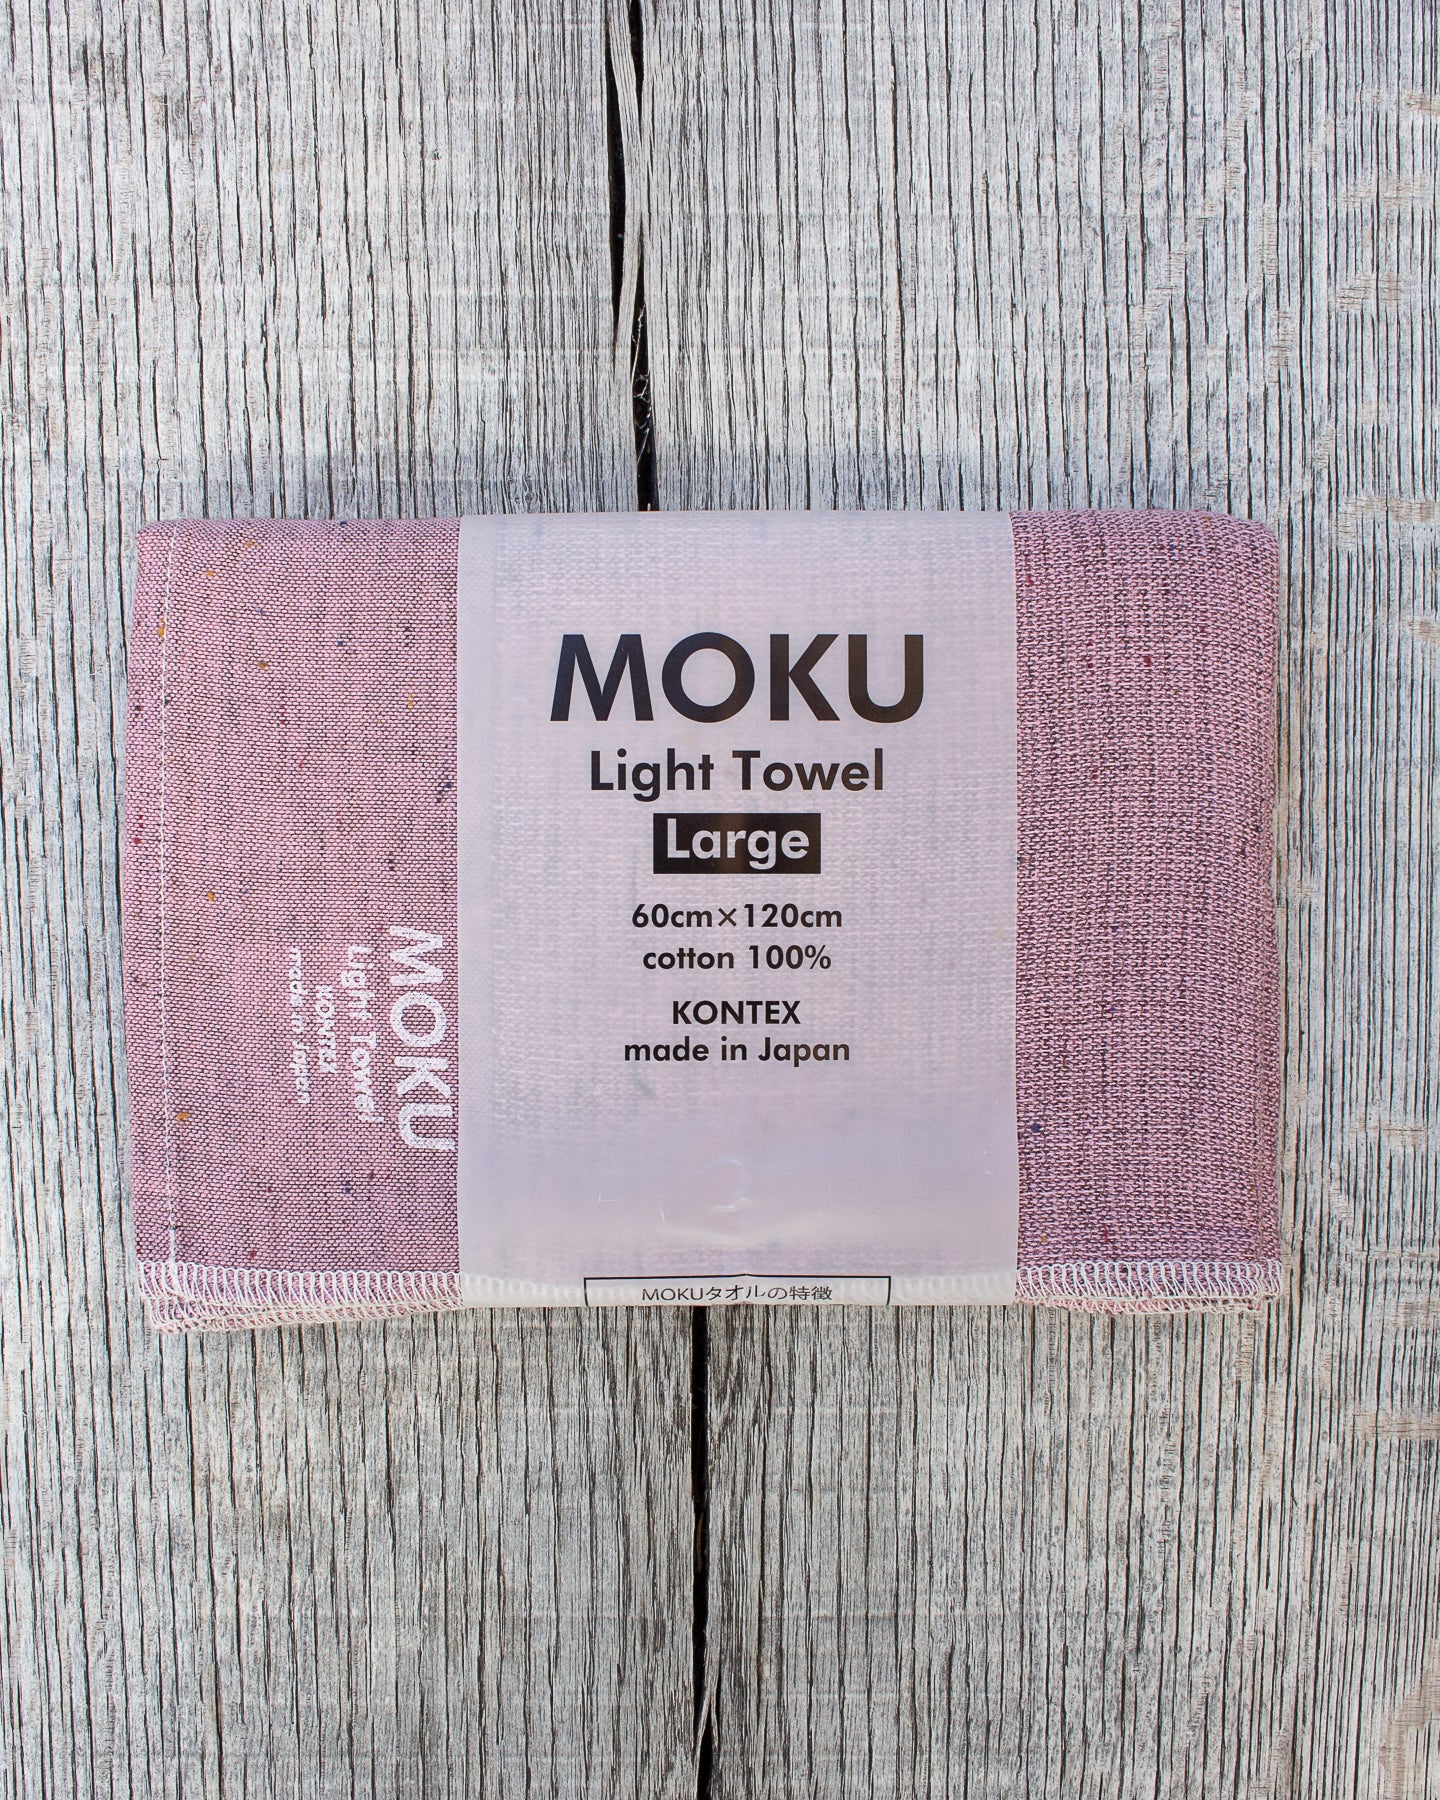 MOKU
Light Towel
Large
60cm×120cm
cotton 100%
KONTEX
made in Japan
MOKUタオルの特徴
MOKU
Light Towel
KONTEX
made in Japan